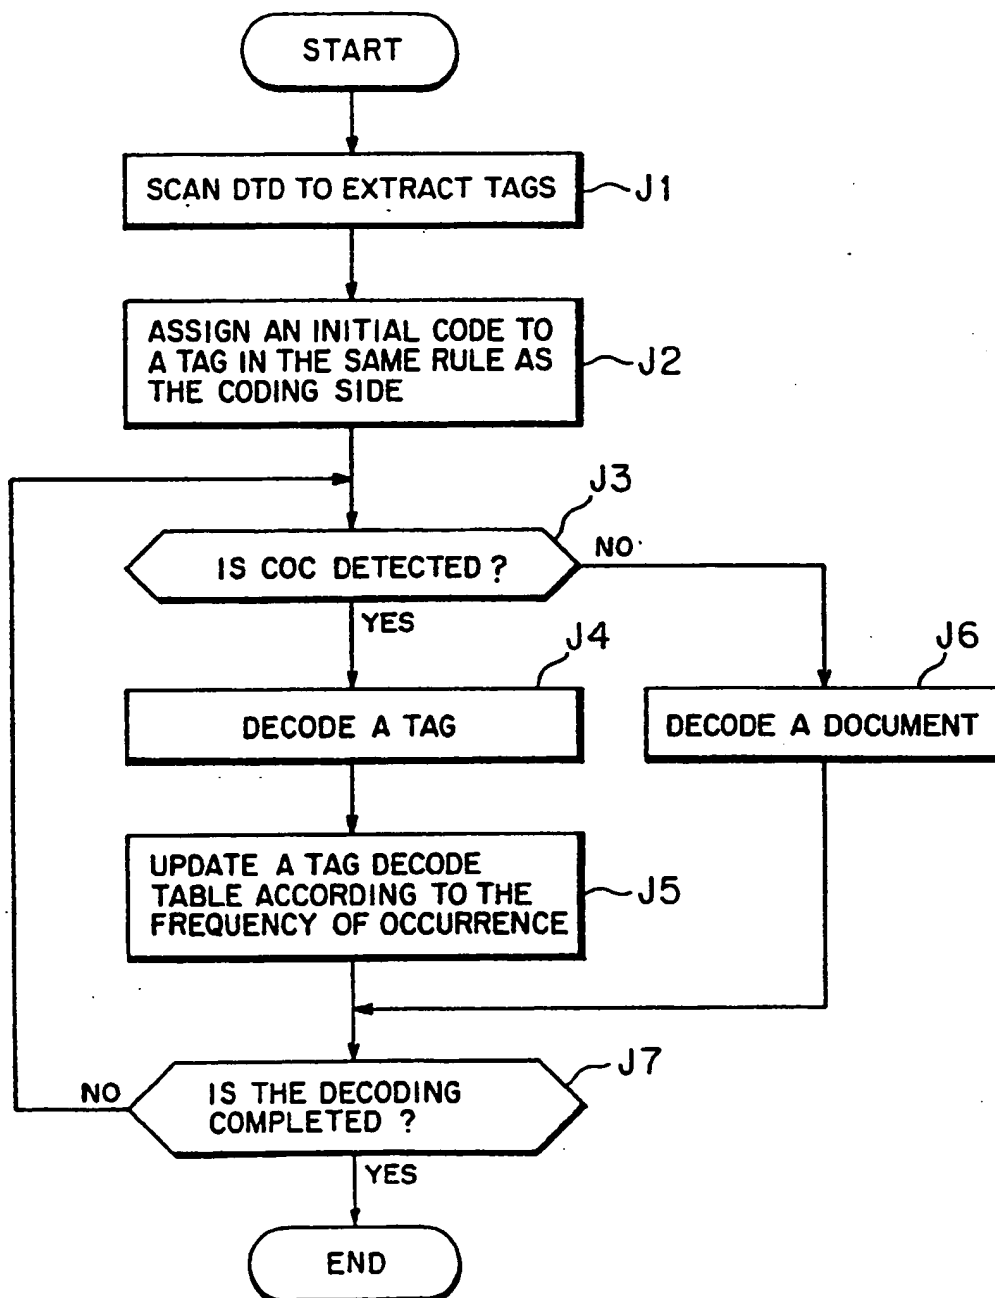 START
SCAN DTD TO EXTRACT TAGS
J1
ASSIGN AN INITIAL CODE TO
A TAG IN THE SAME RULE AS
THE CODING SIDE
J2
J3
IS COC DETECTED ?
NO
YES
J4
J6
DECODE A TAG
DECODE A DOCUMENT
UPDATE A TAG DECODE
TABLE ACCORDING TO THE
FREQUENCY OF OCCURRENCE
J5
J7
NO
IS THE DECODING
COMPLETED ?
YES
END